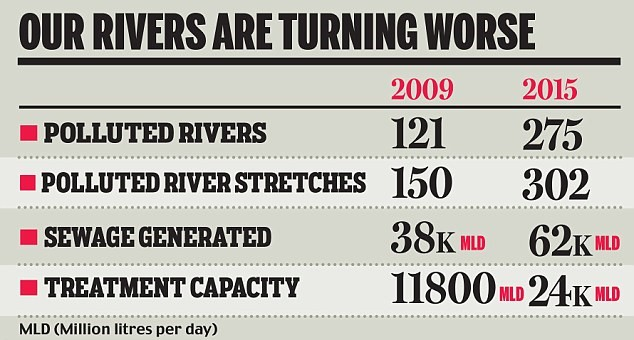 OUR RIVERS ARE TURNING WORSE
2009 2015
POLLUTED RIVERS 121 275
POLLUTED RIVER STRETCHES 150 302
SEWAGE GENERATED 38K MLD 62K MLD
TREATMENT CAPACITY 11800 MLD 24K MLD
MLD (Million litres per day)